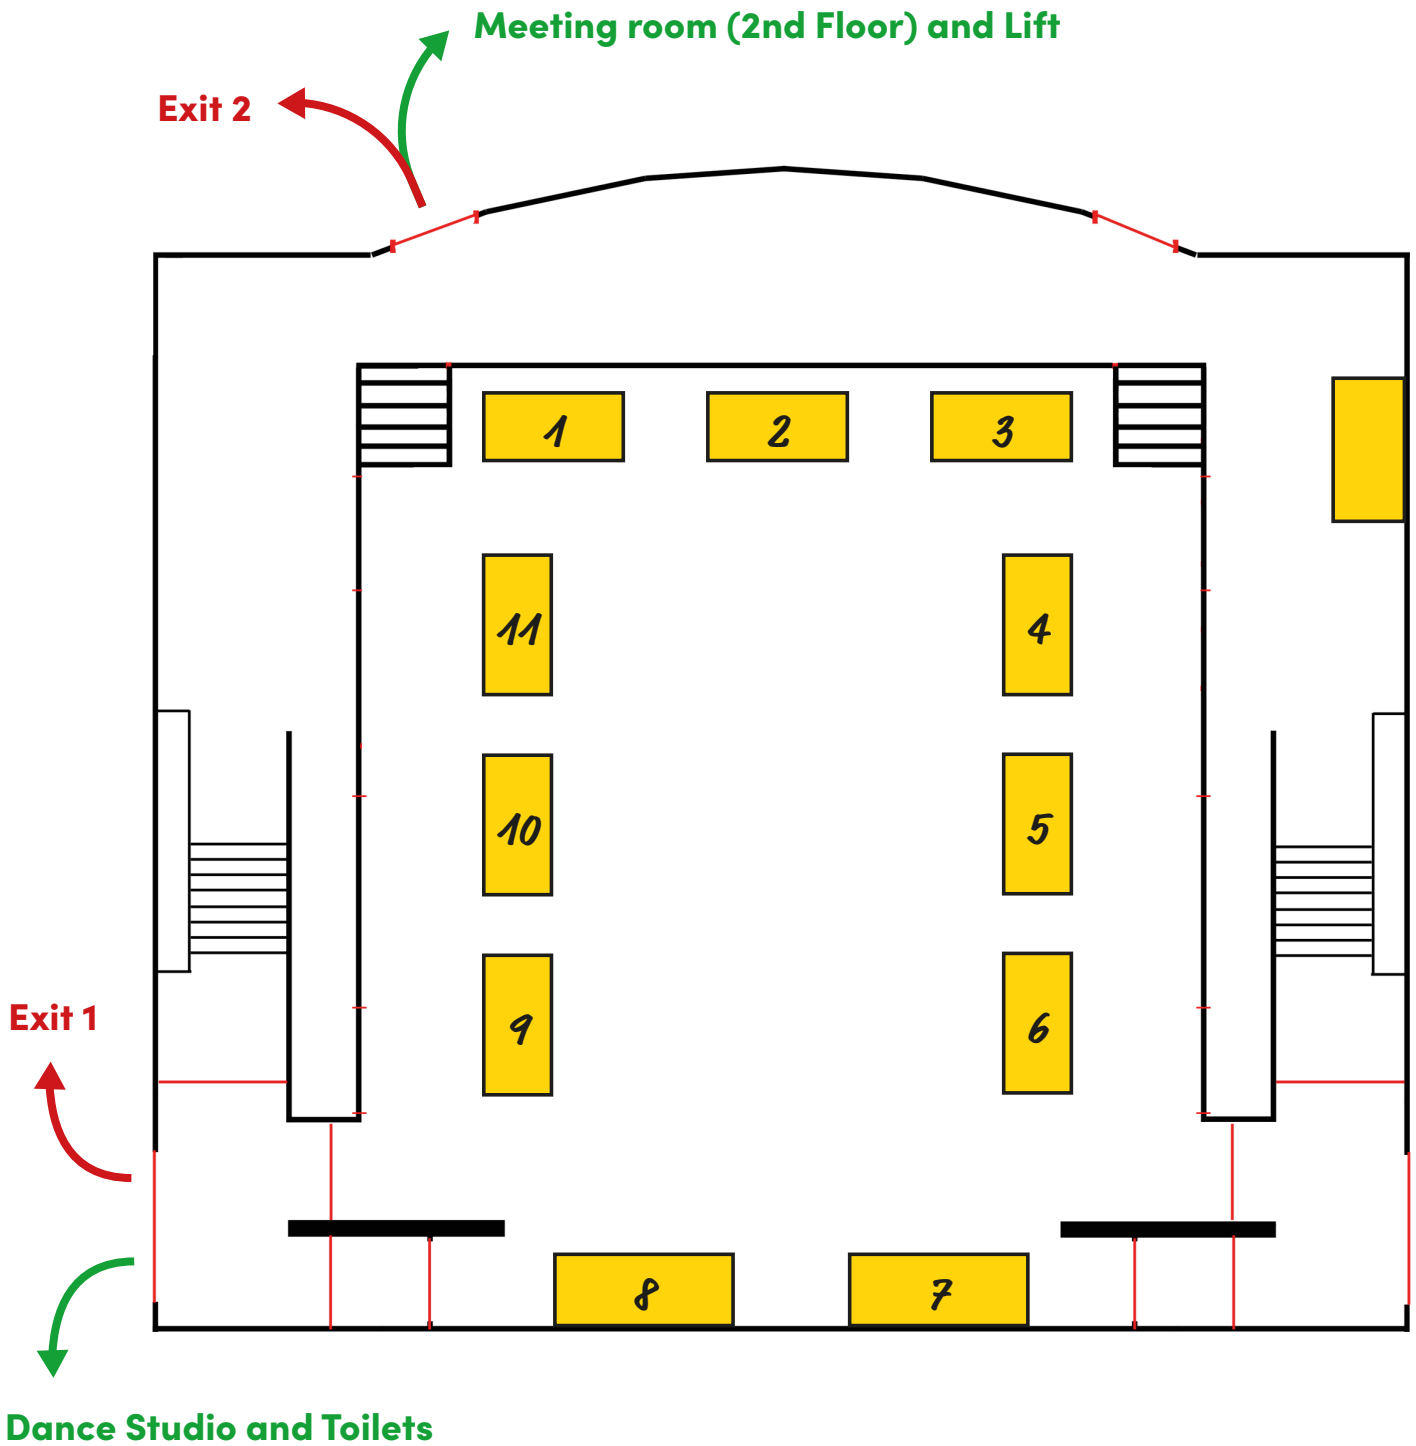 Meeting room (2nd Floor) and Lift
Exit 2
1 2 3
11 4
10 5
9 6
Exit 1
8 7
Dance Studio and Toilets